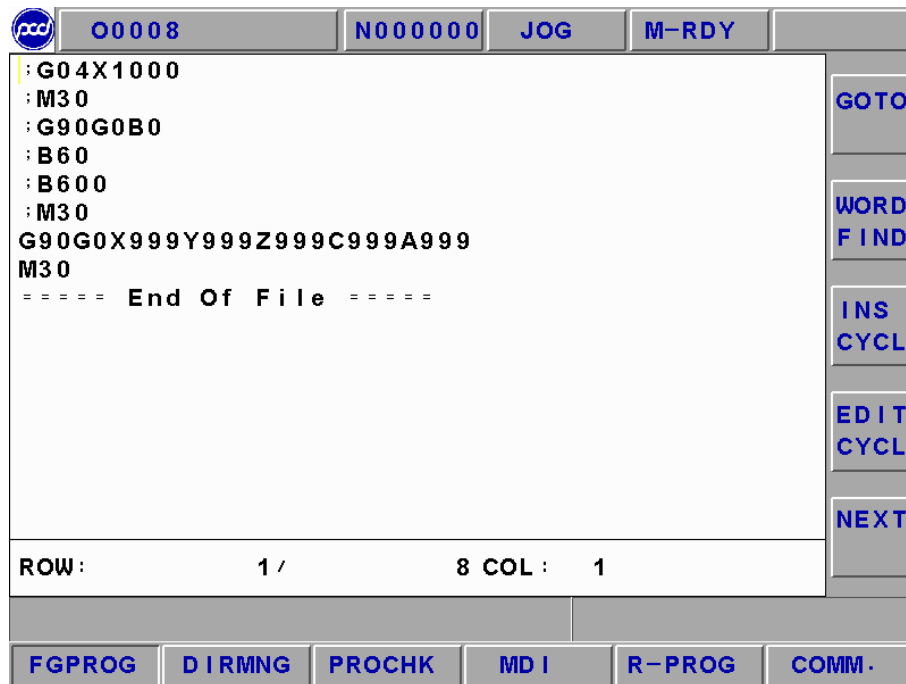 pcd O0008 N000000 JOG M-RDY
;G04X1000
;M30
;G90G0B0
;B60
;B600
;M30
G90G0X999Y999Z999C999A999
M30
===== End Of File =====
ROW: 1/ 8 COL: 1
GOTO
WORD
FIND
INS
CYCL
EDIT
CYCL
NEXT
FGPROG DIRMNG PROCHK MDI R-PROG COMM.